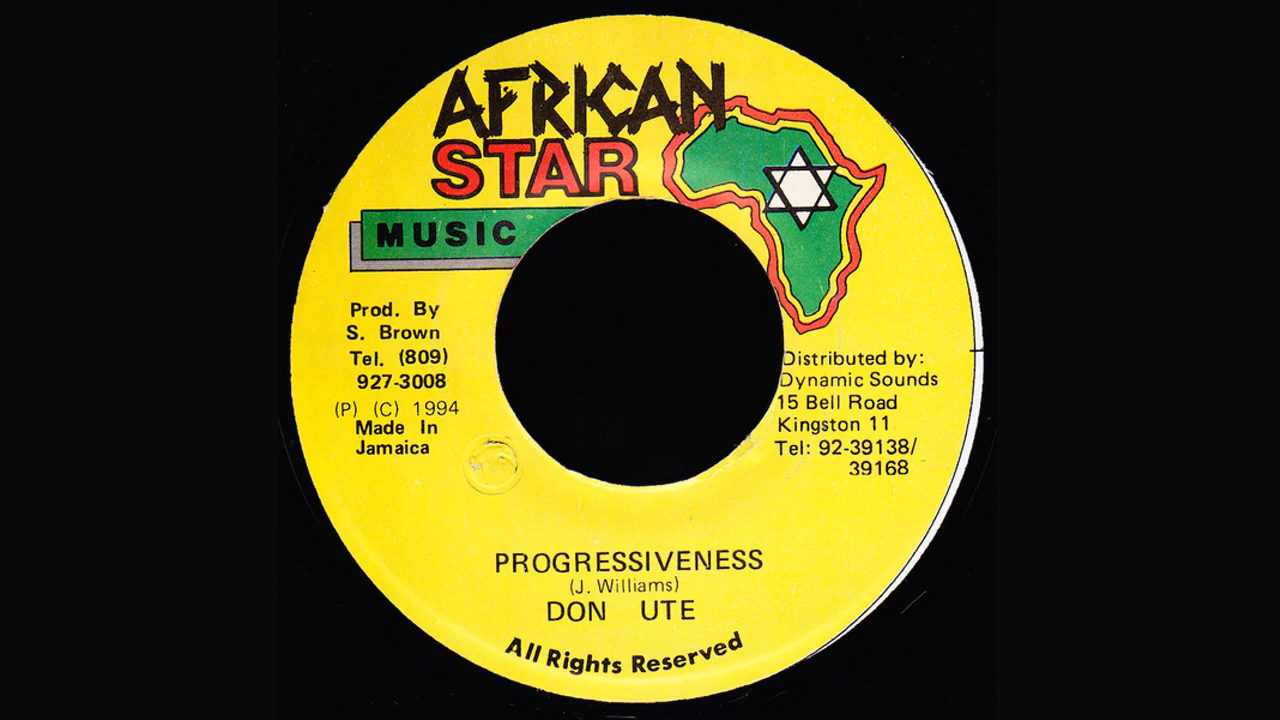 AFRICAN
STAR
MUSIC
Prod. By
S. Brown
Tel. (809)
927-3008
(P) (C) 1994
Made In
Jamaica
Distributed by:
Dynamic Sounds
15 Bell Road
Kingston 11
Tel: 92-39138/
39168
PROGRESSIVENESS
(J. Williams)
DON UTE
All Rights Reserved